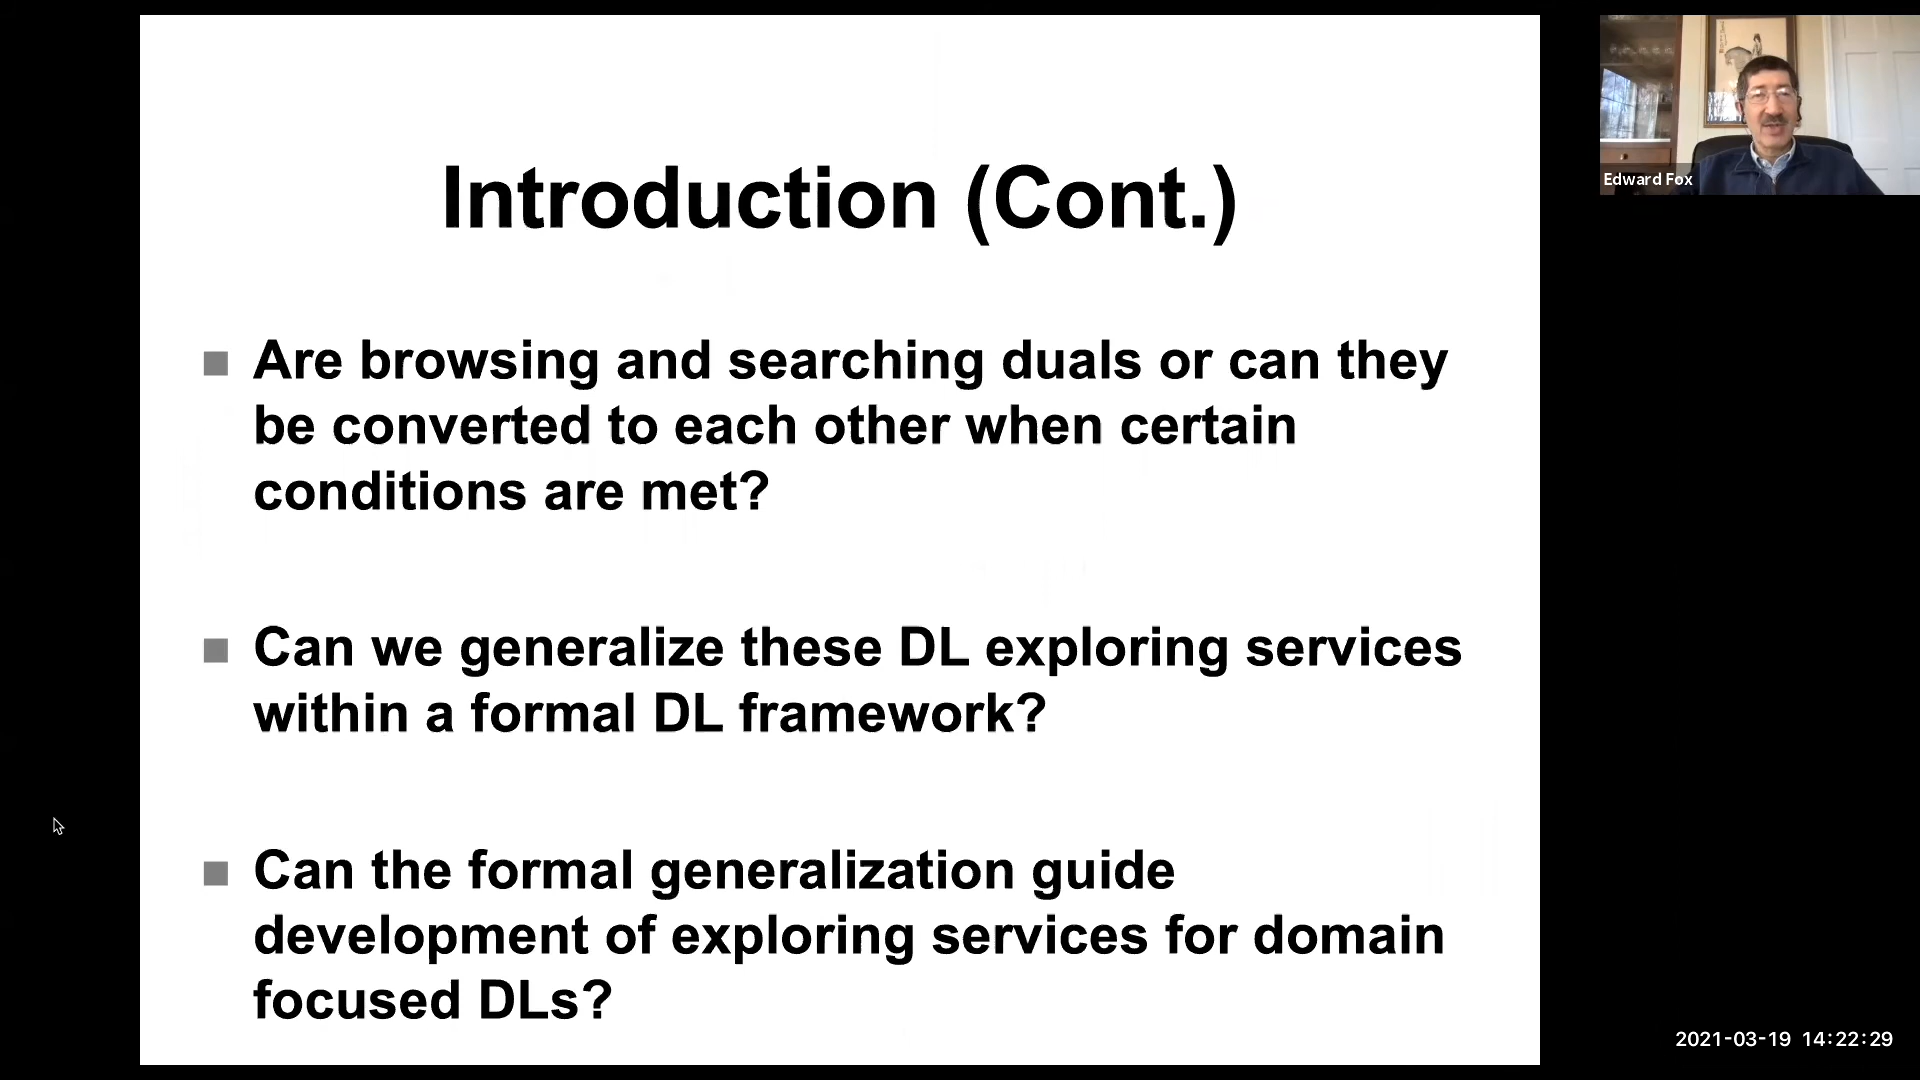 Introduction (Cont.)
Are browsing and searching duals or can they
be converted to each other when certain
conditions are met?
Can we generalize these DL exploring services
within a formal DL framework?
Can the formal generalization guide
development of exploring services for domain
focused DLs?
Edward Fox
2021-03-19 14:22:29